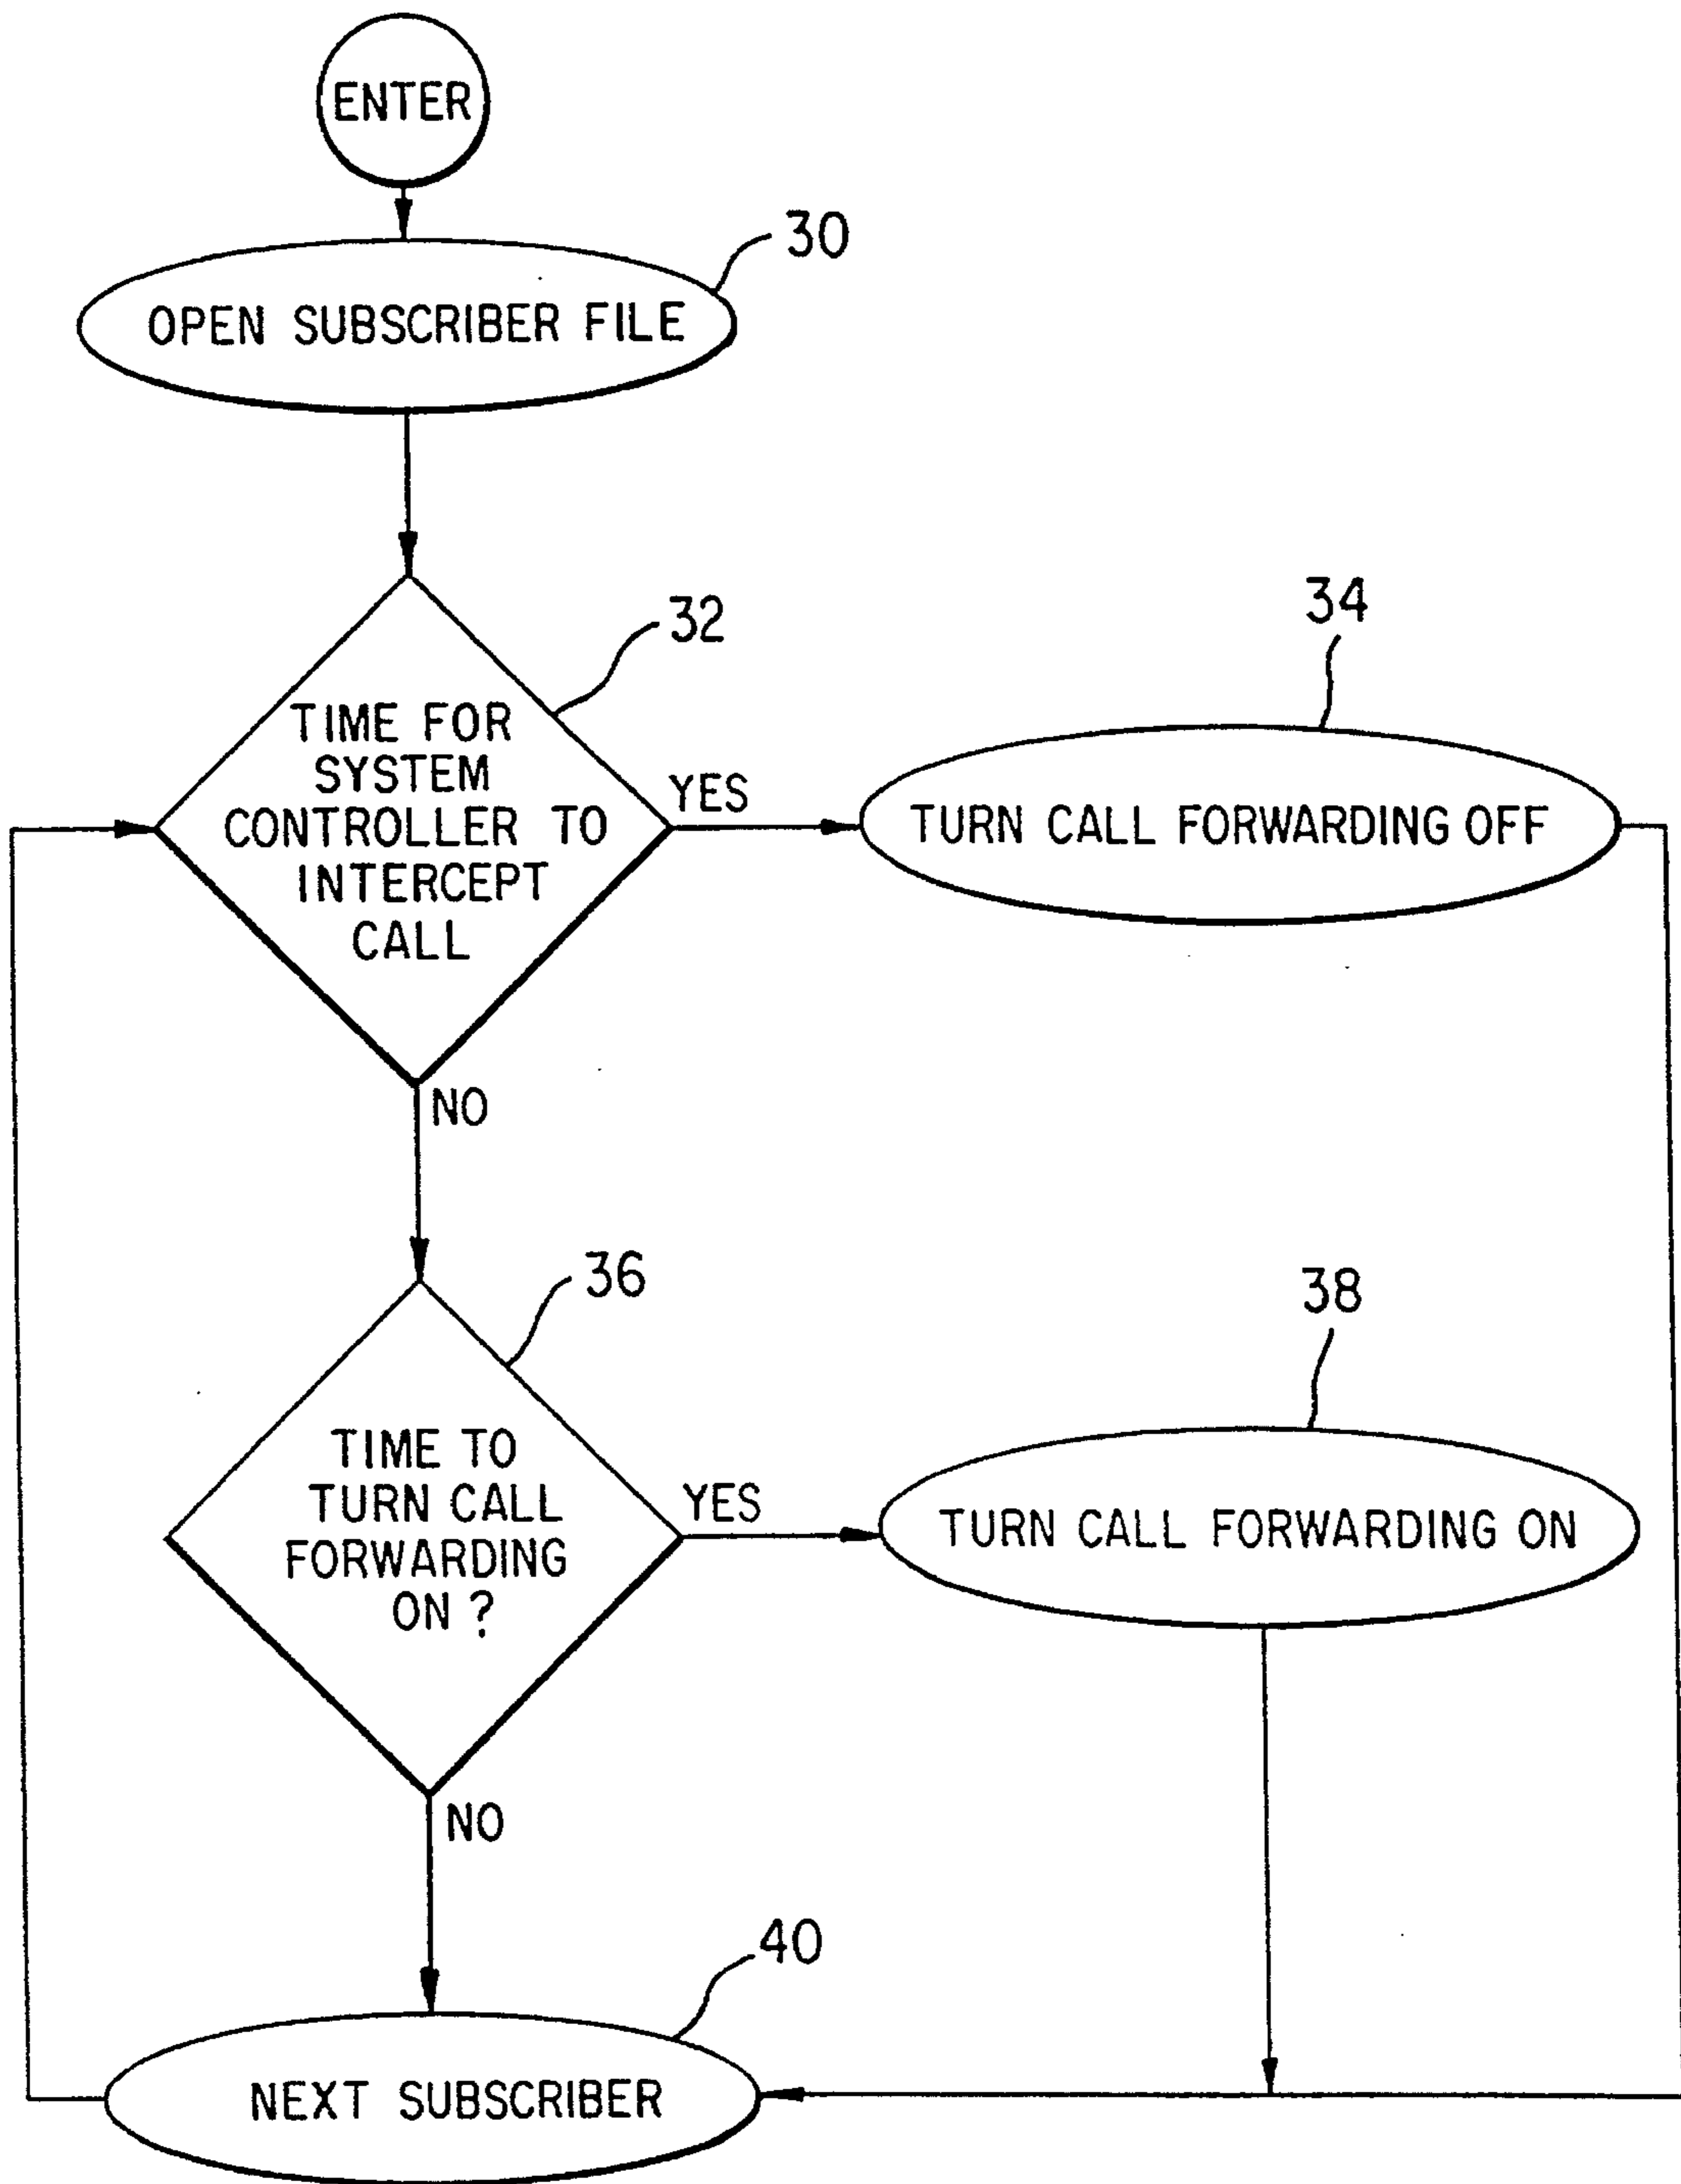 ENTER
30
OPEN SUBSCRIBER FILE
32
TIME FOR
SYSTEM
CONTROLLER TO
INTERCEPT
CALL
YES
34
TURN CALL FORWARDING OFF
NO
36
TIME TO
TURN CALL
FORWARDING
ON ?
YES
38
TURN CALL FORWARDING ON
NO
40
NEXT SUBSCRIBER